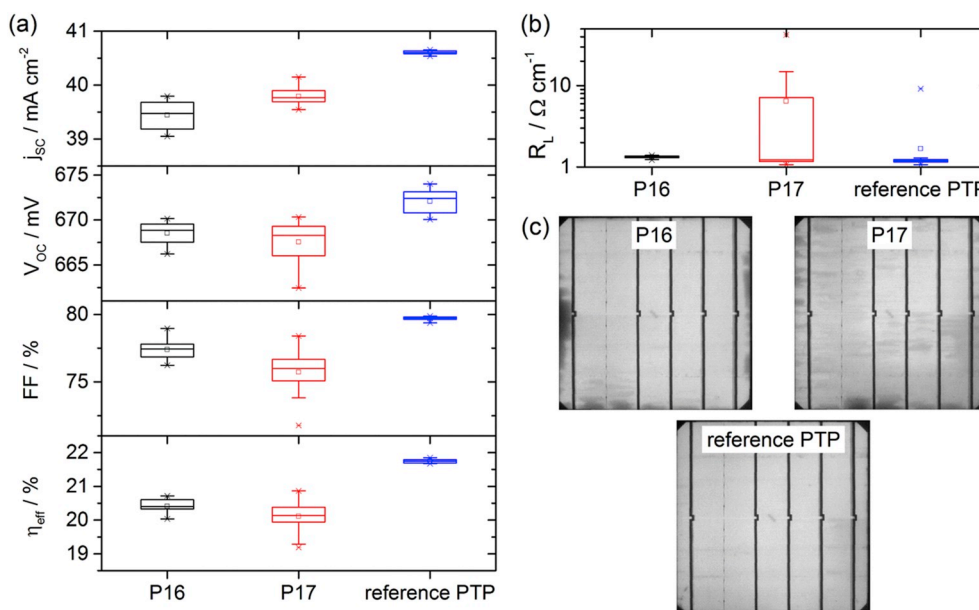 (a)
41
40
39
j_SC / mA cm⁻²
675
670
665
V_OC / mV
80
75
FF / %
22
21
20
19
η_eff / %
P16 P17 reference PTP
(b)
10
1
R_L / Ω cm⁻¹
P16 P17 reference PTP
(c)
P16 P17
reference PTP